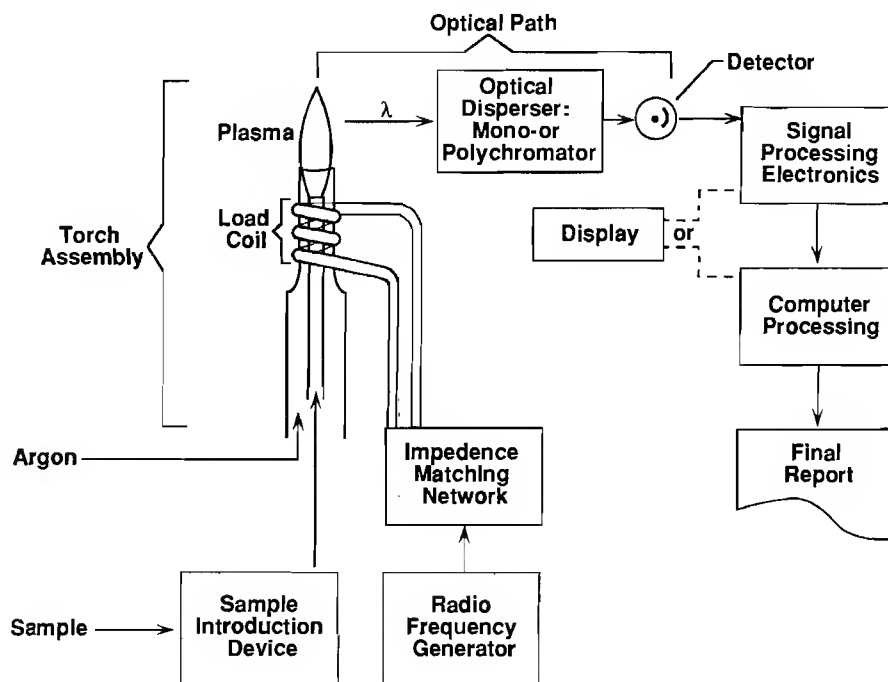 Optical Path
Detector
Plasma
λ
Optical
Disperser:
Mono-or
Polychromator
Signal
Processing
Electronics
Load
Coil
Torch
Assembly
Display
or
Computer
Processing
Argon
Impedence
Matching
Network
Final
Report
Sample
Sample
Introduction
Device
Radio
Frequency
Generator